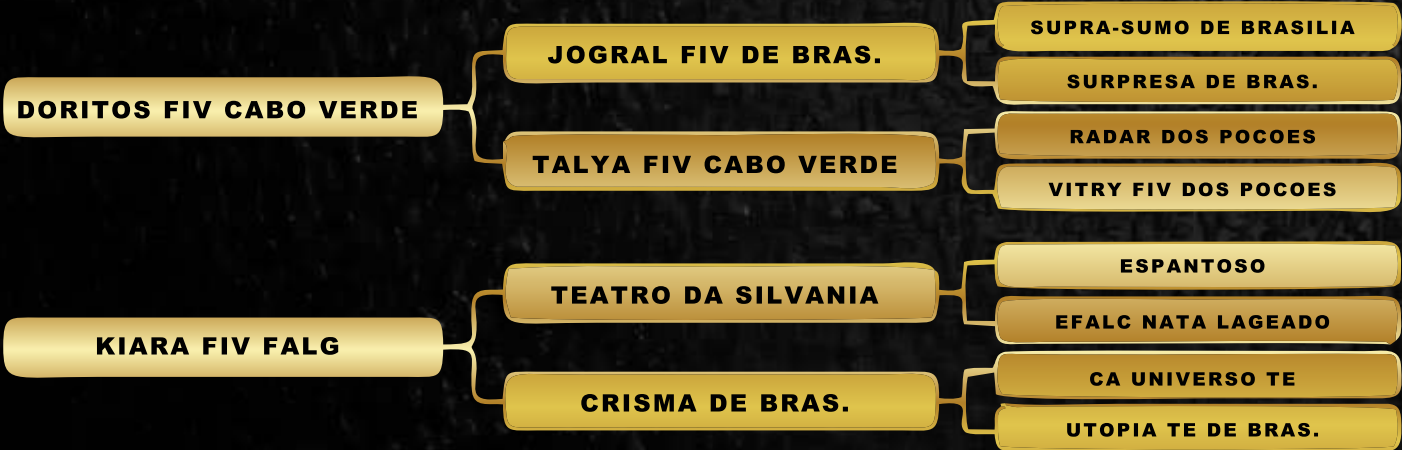 DORITOS FIV CABO VERDE
JOGRAL FIV DE BRAS.
SUPRA-SUMO DE BRASILIA
SURPRESA DE BRAS.
TALYA FIV CABO VERDE
RADAR DOS POCOES
VITRY FIV DOS POCOES
KIARA FIV FALG
TEATRO DA SILVANIA
ESPANTOSO
EFALC NATA LAGEADO
CRISMA DE BRAS.
CA UNIVERSO TE
UTOPIA TE DE BRAS.